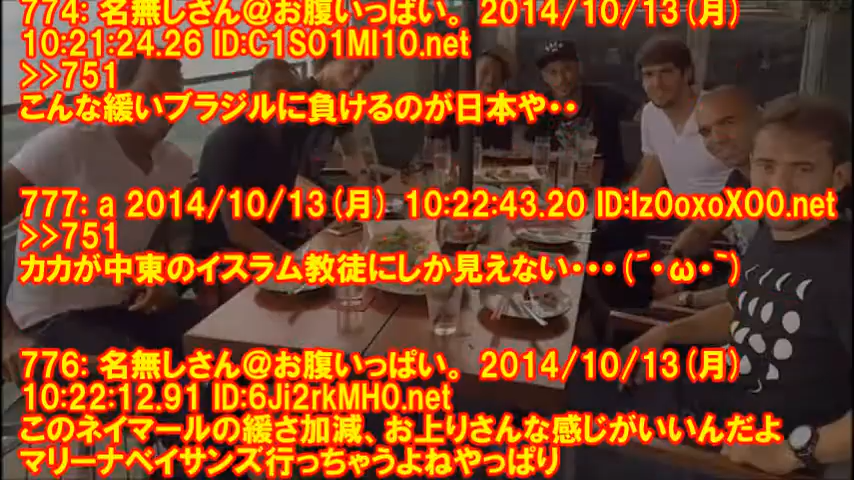 774: 名無しさん@お腹いっぱい。 2014/10/13(月)
10:21:24.26 ID:C1S01MI10.net
>>751
こんな緩いブラジルに負けるのが日本や・・
777: a 2014/10/13(月) 10:22:43.20 ID:Iz0oxoX00.net
>>751
カカが中東のイスラム教徒にしか見えない・・・(´・ω・`)
776: 名無しさん@お腹いっぱい。 2014/10/13(月)
10:22:12.91 ID:6Ji2rkMH0.net
このネイマールの緩さ加減、お上りさんな感じがいいんだよ
マリーナベイサンズ行っちゃうよねやっぱり